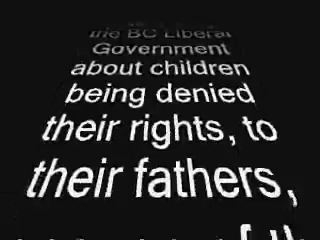 the BC Liberal
Government
about children
being denied
their rights, to
their fathers,